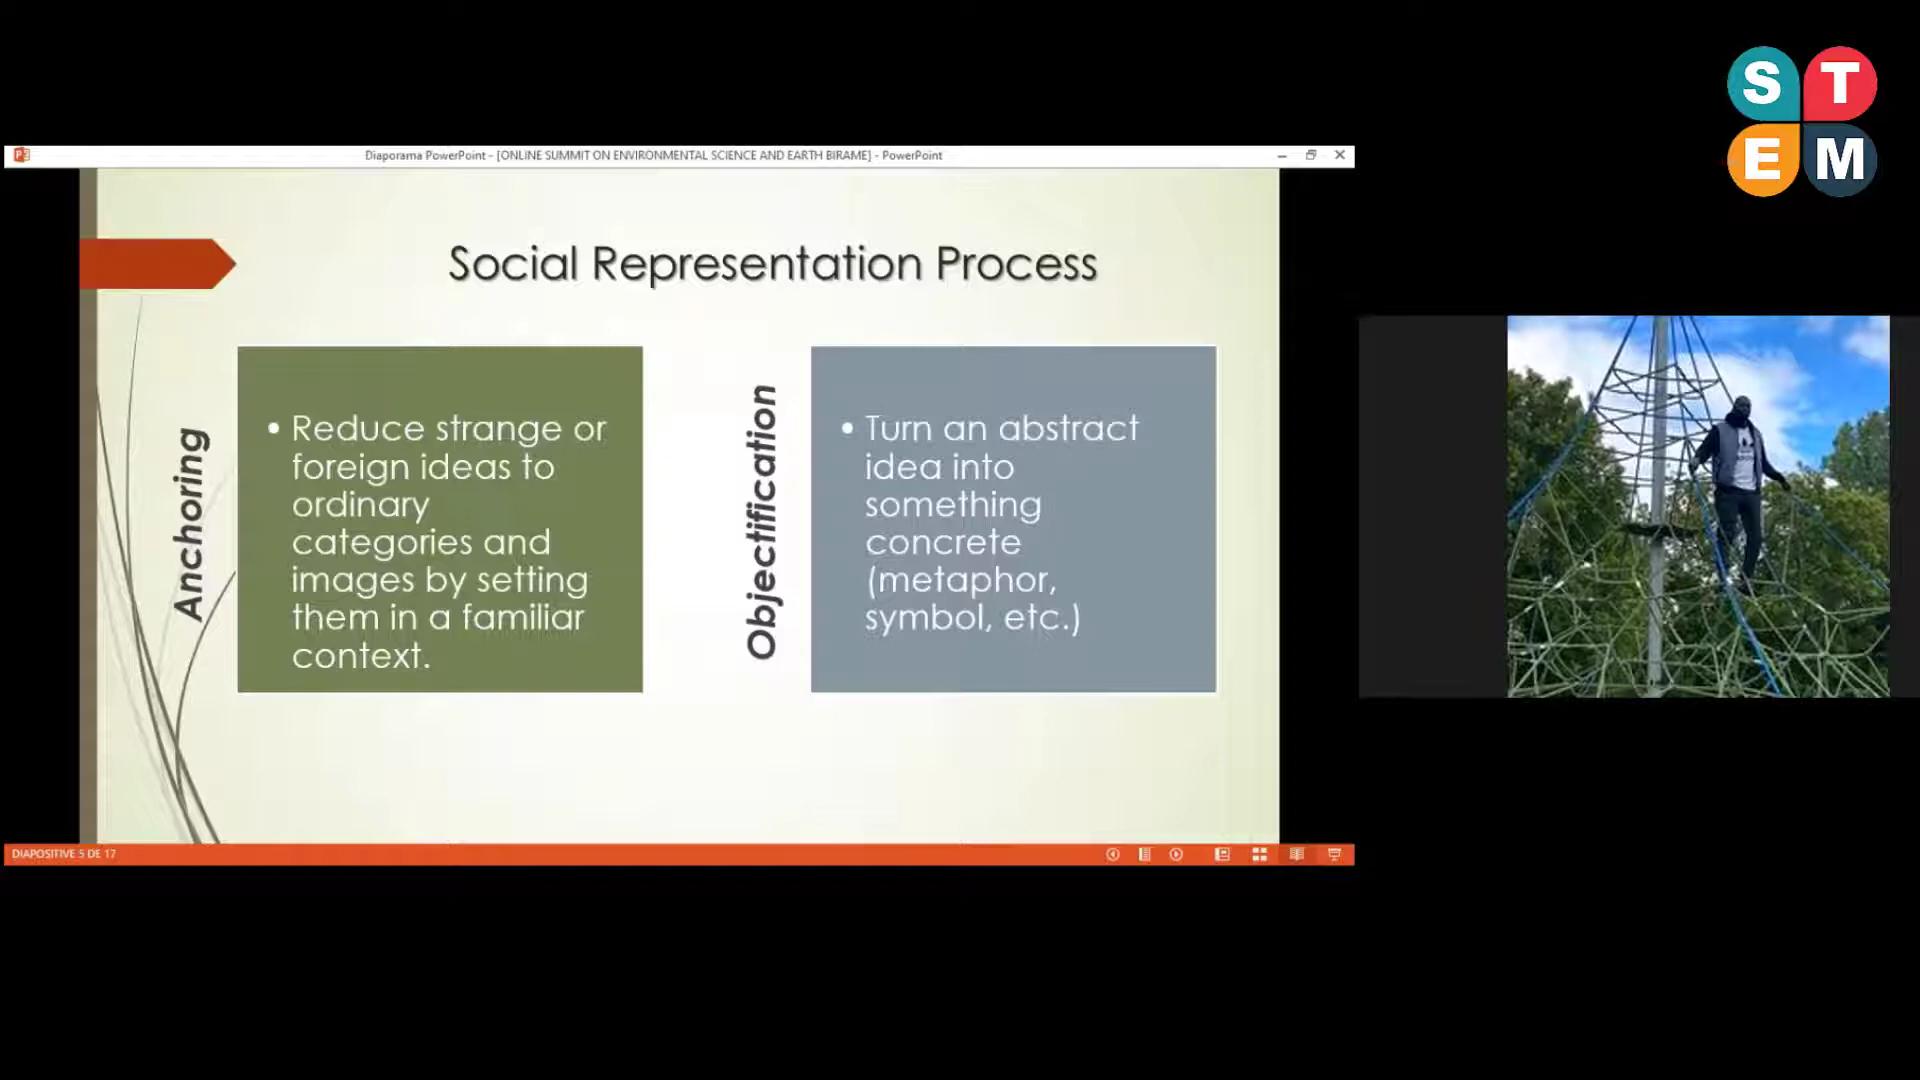 S T
E M
Diaporama PowerPoint - [ONLINE SUMMIT ON ENVIRONMENTAL SCIENCE AND EARTH BIRAME] - PowerPoint
Social Representation Process
Anchoring
• Reduce strange or
foreign ideas to
ordinary
categories and
images by setting
them in a familiar
context.
Objectification
• Turn an abstract
idea into
something
concrete
(metaphor,
symbol, etc.)
DIAPOSITIVE 5 DE 17